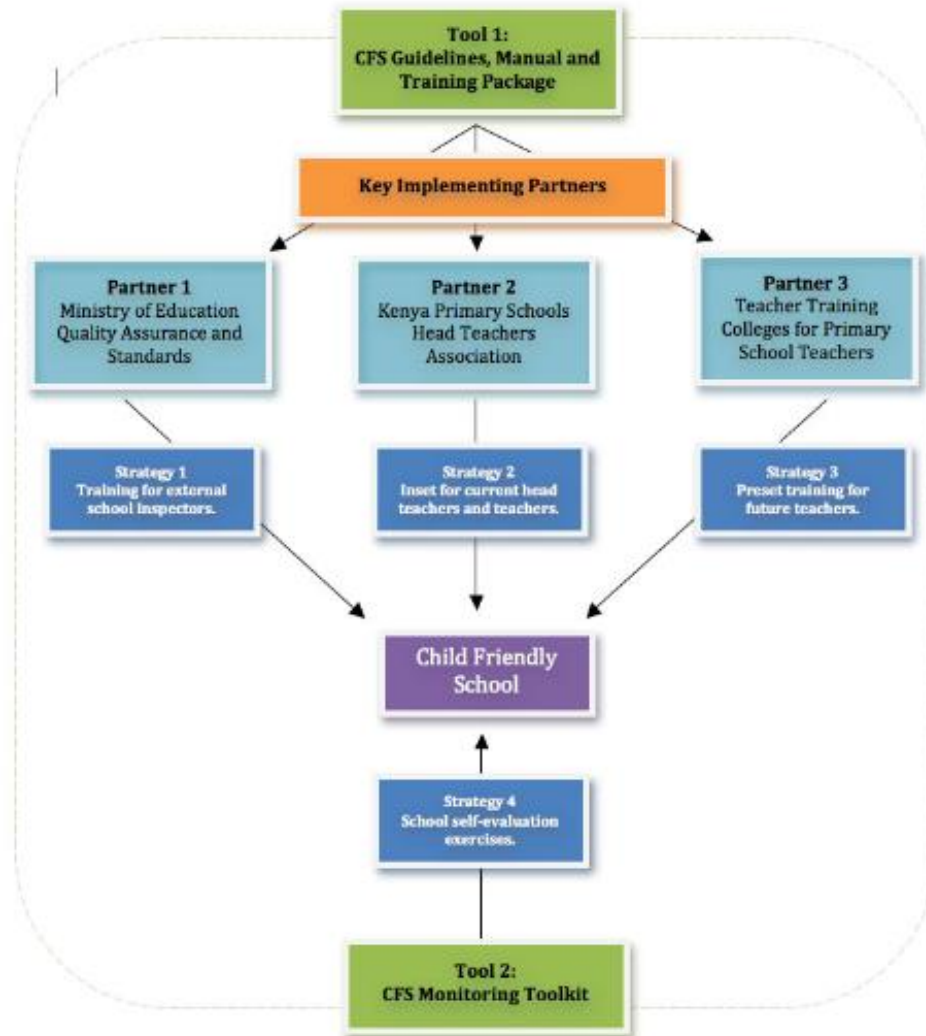 Tool 1:
CFS Guidelines, Manual and
Training Package
Key Implementing Partners
Partner 1
Ministry of Education
Quality Assurance and
Standards
Partner 2
Kenya Primary Schools
Head Teachers
Association
Partner 3
Teacher Training
Colleges for Primary
School Teachers
Strategy 1
Training for external
school inspectors.
Strategy 2
Inset for current head
teachers and teachers.
Strategy 3
Preset training for
future teachers.
Child Friendly
School
Strategy 4
School self-evaluation
exercises.
Tool 2:
CFS Monitoring Toolkit